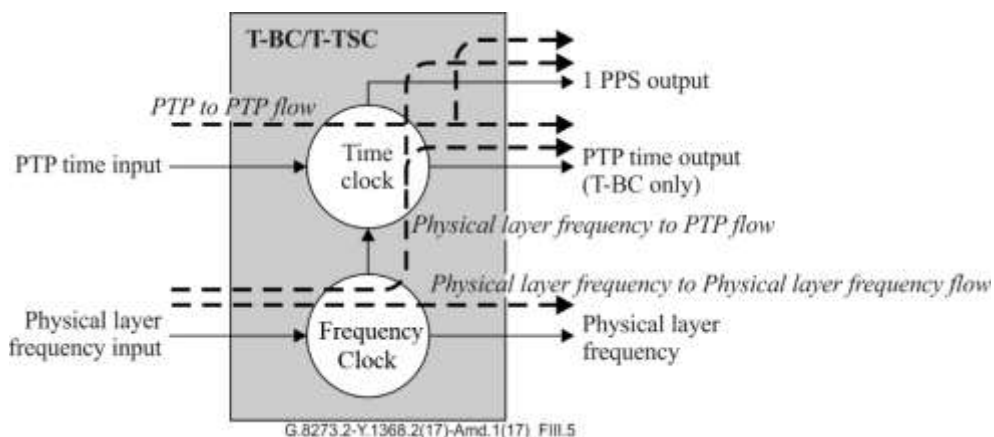 T-BC/T-TSC
1 PPS output
PTP to PTP flow
PTP time input
Time
clock
PTP time output
(T-BC only)
Physical layer frequency to PTP flow
Physical layer frequency to Physical layer frequency flow
Physical layer
frequency input
Frequency
Clock
Physical layer
frequency
G.8273.2-Y.1368.2(17)-Amd.1(17)_FIII.5